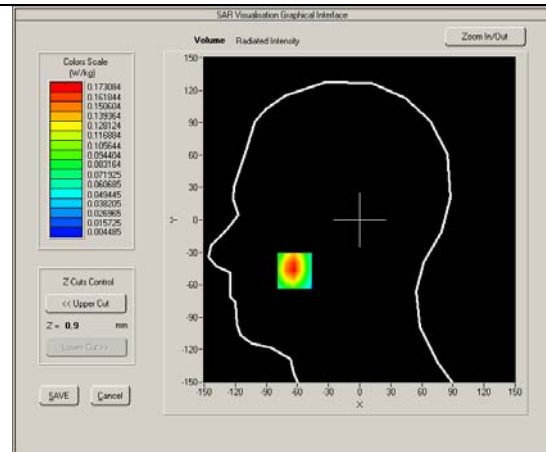 SAR Visualisation Graphical Interface
Volume Radiated Intensity
Zoom In/Out
Colors Scale
(W/kg)
0.173084
0.161844
0.150604
0.139364
0.128124
0.116884
0.105644
0.094404
0.083164
0.071925
0.060685
0.049445
0.038205
0.026965
0.015725
0.004485
Z Cuts Control
<< Upper Cut
Z = 0.9 mm
Lower Cut >>
SAVE Cancel
150
120
90
60
30
0
-30
-60
-90
-120
-150
Y
-150 -120 -90 -60 -30 0 30 60 90 120 150
X